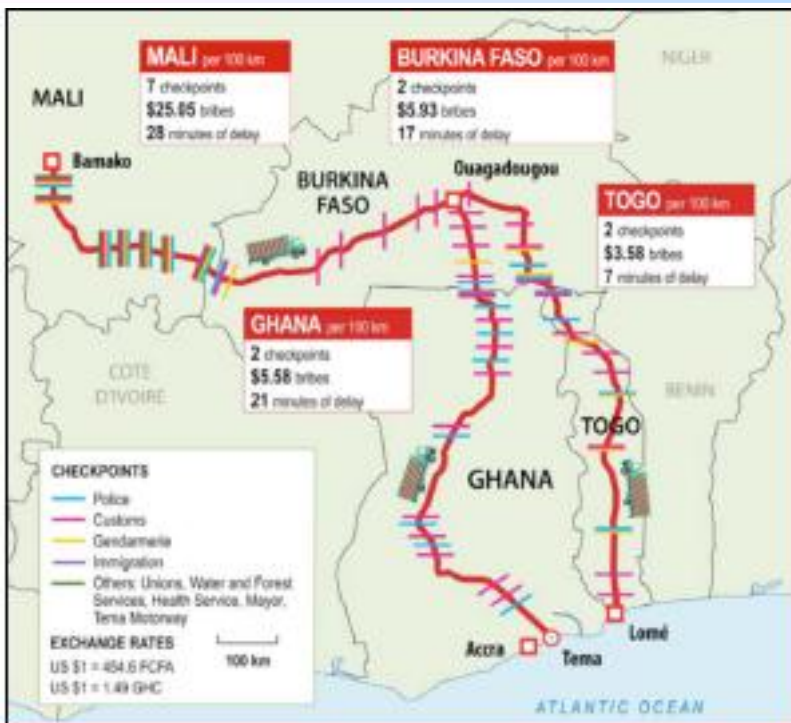 MALI per 100 km
7 checkpoints
$25.05 bribes
28 minutes of delay
BURKINA FASO per 100 km
2 checkpoints
$5.93 bribes
17 minutes of delay
NIGER
MALI
Bamako
BURKINA
FASO
Ouagadougou
TOGO per 100 km
2 checkpoints
$3.58 bribes
7 minutes of delay
GHANA per 100 km
2 checkpoints
$5.58 bribes
21 minutes of delay
COTE
D'IVOIRE
BENIN
TOGO
GHANA
CHECKPOINTS
Police
Customs
Gendarmerie
Immigration
Others: Unions, Water and Forest
Services, Health Service, Mayor,
Tema Motorway
EXCHANGE RATES
US $1 = 454.6 FCFA
US $1 = 1.49 GHC
100 km
Accra
Tema
Lomé
ATLANTIC OCEAN